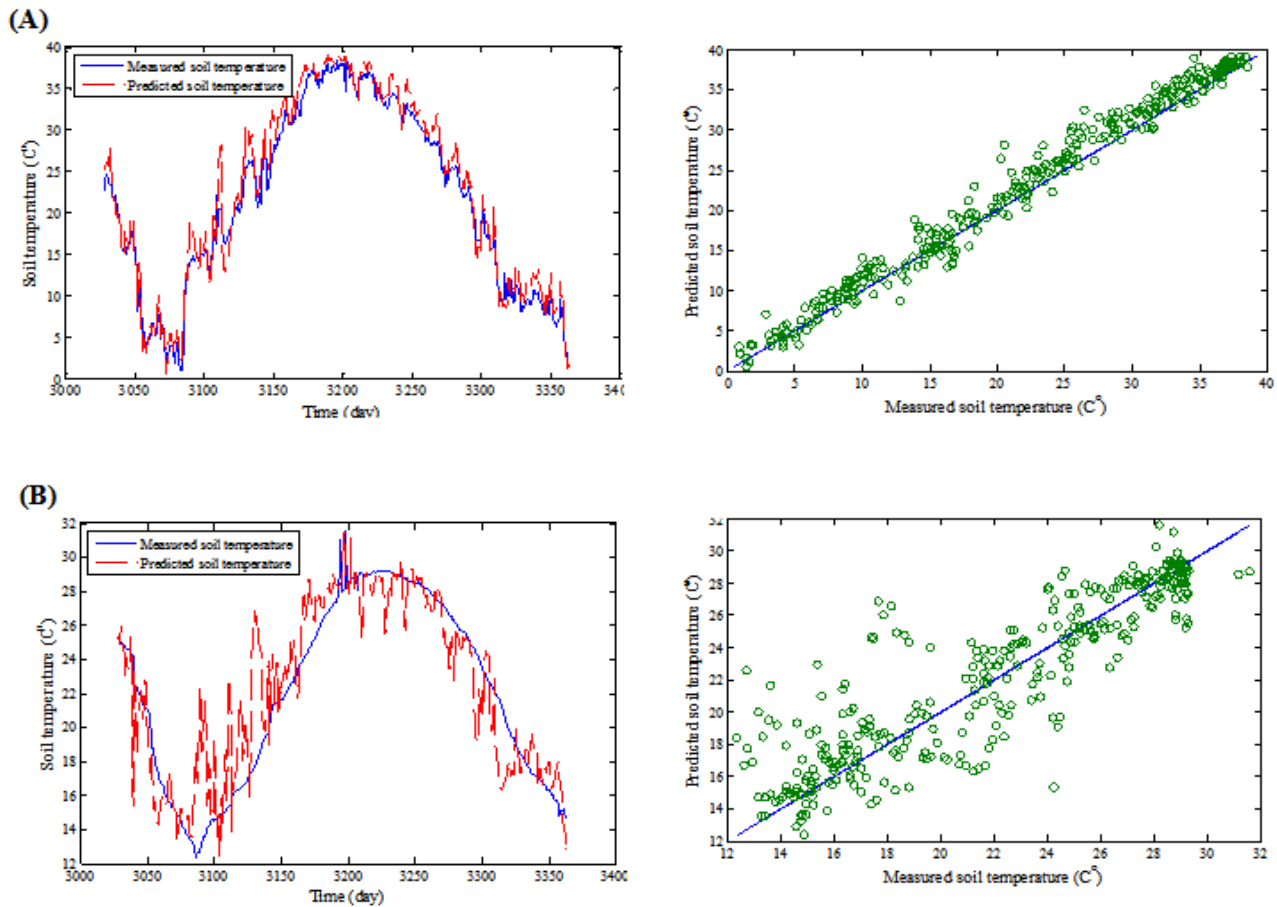 (A)
Soil temperature (C°)
40
35
30
25
20
15
10
5
0
Measured soil temperature
Predicted soil temperature
3000 3050 3100 3150 3200 3250 3300 3350 340
Time (day)
Predicted soil temperature (C°)
40
35
30
25
20
15
10
5
0
0 5 10 15 20 25 30 35 40
Measured soil temperature (C°)
(B)
Soil temperature (C°)
32
30
28
26
24
22
20
18
16
14
12
Measured soil temperature
Predicted soil temperature
3000 3050 3100 3150 3200 3250 3300 3350 3400
Time (day)
Predicted soil temperature (C°)
32
30
28
26
24
22
20
18
16
14
12
12 14 16 18 20 22 24 26 28 30 32
Measured soil temperature (C°)